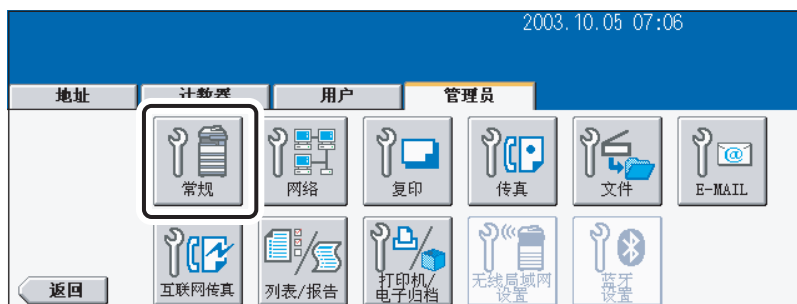 2003.10.05 07:06
地址 计数器 用户 管理员
常规 网络 复印 传真 文件 E-MAIL
互联网传真 列表/报告 打印机/电子归档 无线局域网设置 蓝牙设置
返回